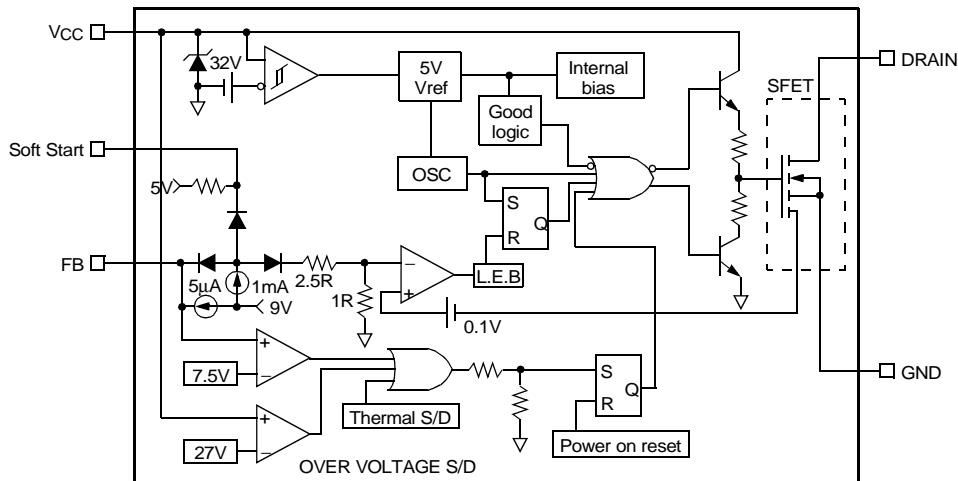 VCC
DRAIN
32V
5V
Vref
Internal
bias
SFET
Good
logic
Soft Start
OSC
5V
S
R
Q
FB
2.5R
L.E.B
5μA
1mA
9V
1R
−
+
0.1V
+
−
7.5V
S
R
Q
GND
Thermal S/D
+
−
27V
Power on reset
OVER VOLTAGE S/D